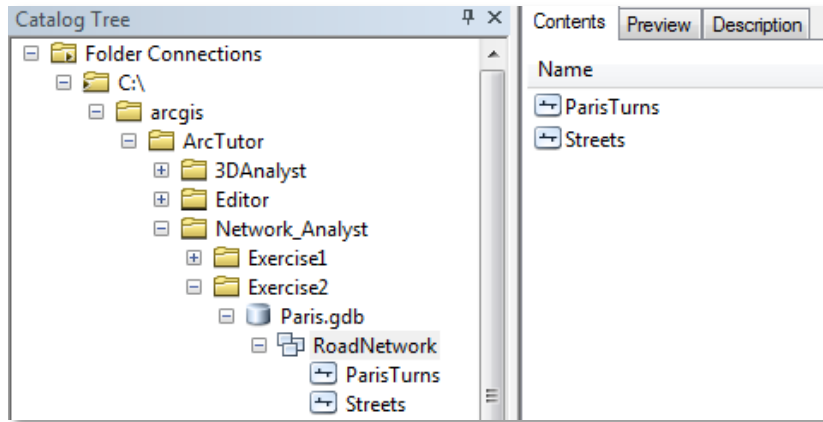 Catalog Tree
Folder Connections
C:\
arcgis
ArcTutor
3DAnalyst
Editor
Network_Analyst
Exercise1
Exercise2
Paris.gdb
RoadNetwork
ParisTurns
Streets
Contents Preview Description
Name
ParisTurns
Streets